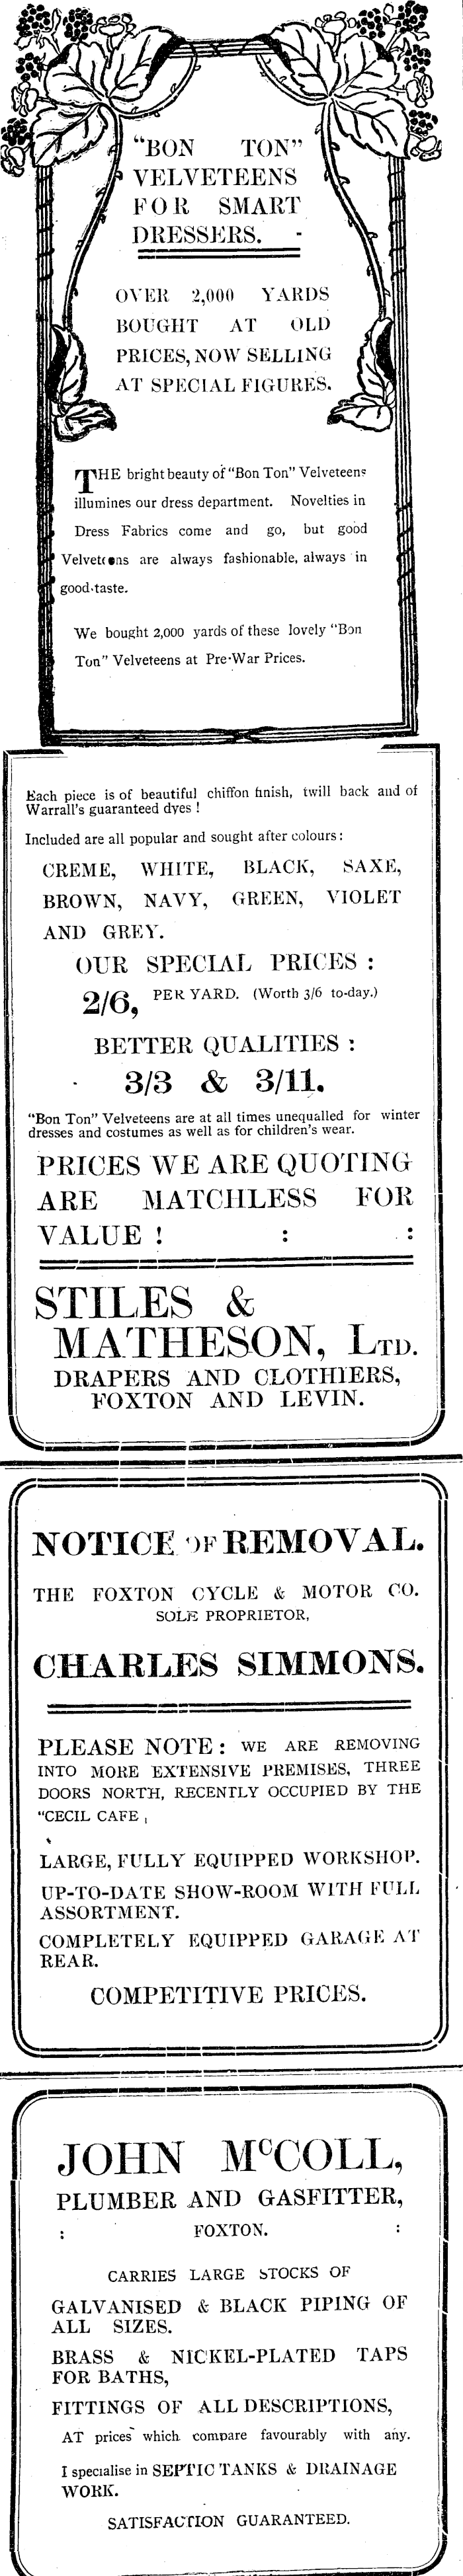 "BON TON"
VELVETEENS
FOR SMART
DRESSERS. -
OVER 2,000 YARDS
BOUGHT AT OLD
PRICES, NOW SELLING
AT SPECIAL FIGURES.
THE bright beauty of "Bon Ton" Velveteens
illumines our dress department. Novelties in
Dress Fabrics come and go, but good
Velveteens are always fashionable, always in
good taste.
We bought 2,000 yards of these lovely "Bon
Ton" Velveteens at Pre-War Prices.
Each piece is of beautiful chiffon finish, twill back and of
Warrall's guaranteed dyes !
Included are all popular and sought after colours :
CREME, WHITE, BLACK, SAXE,
BROWN, NAVY, GREEN, VIOLET
AND GREY.
OUR SPECIAL PRICES :
2/6, PER YARD. (Worth 3/6 to-day.)
BETTER QUALITIES :
3/3 & 3/11.
"Bon Ton" Velveteens are at all times unequalled for winter
dresses and costumes as well as for children's wear.
PRICES WE ARE QUOTING
ARE MATCHLESS FOR
VALUE ! : :
STILES &
MATHESON, LTD.
DRAPERS AND CLOTHIERS,
FOXTON AND LEVIN.
NOTICE OF REMOVAL.
THE FOXTON CYCLE & MOTOR CO.
SOLE PROPRIETOR,
CHARLES SIMMONS.
PLEASE NOTE : WE ARE REMOVING
INTO MORE EXTENSIVE PREMISES, THREE
DOORS NORTH, RECENTLY OCCUPIED BY THE
"CECIL CAFE ,
LARGE, FULLY EQUIPPED WORKSHOP.
UP-TO-DATE SHOW-ROOM WITH FULL
ASSORTMENT.
COMPLETELY EQUIPPED GARAGE AT
REAR.
COMPETITIVE PRICES.
JOHN McCOLL,
PLUMBER AND GASFITTER,
: FOXTON. :
CARRIES LARGE STOCKS OF
GALVANISED & BLACK PIPING OF
ALL SIZES.
BRASS & NICKEL-PLATED TAPS
FOR BATHS,
FITTINGS OF ALL DESCRIPTIONS,
AT prices which compare favourably with any.
I specialise in SEPTIC TANKS & DRAINAGE
WORK.
SATISFACTION GUARANTEED.